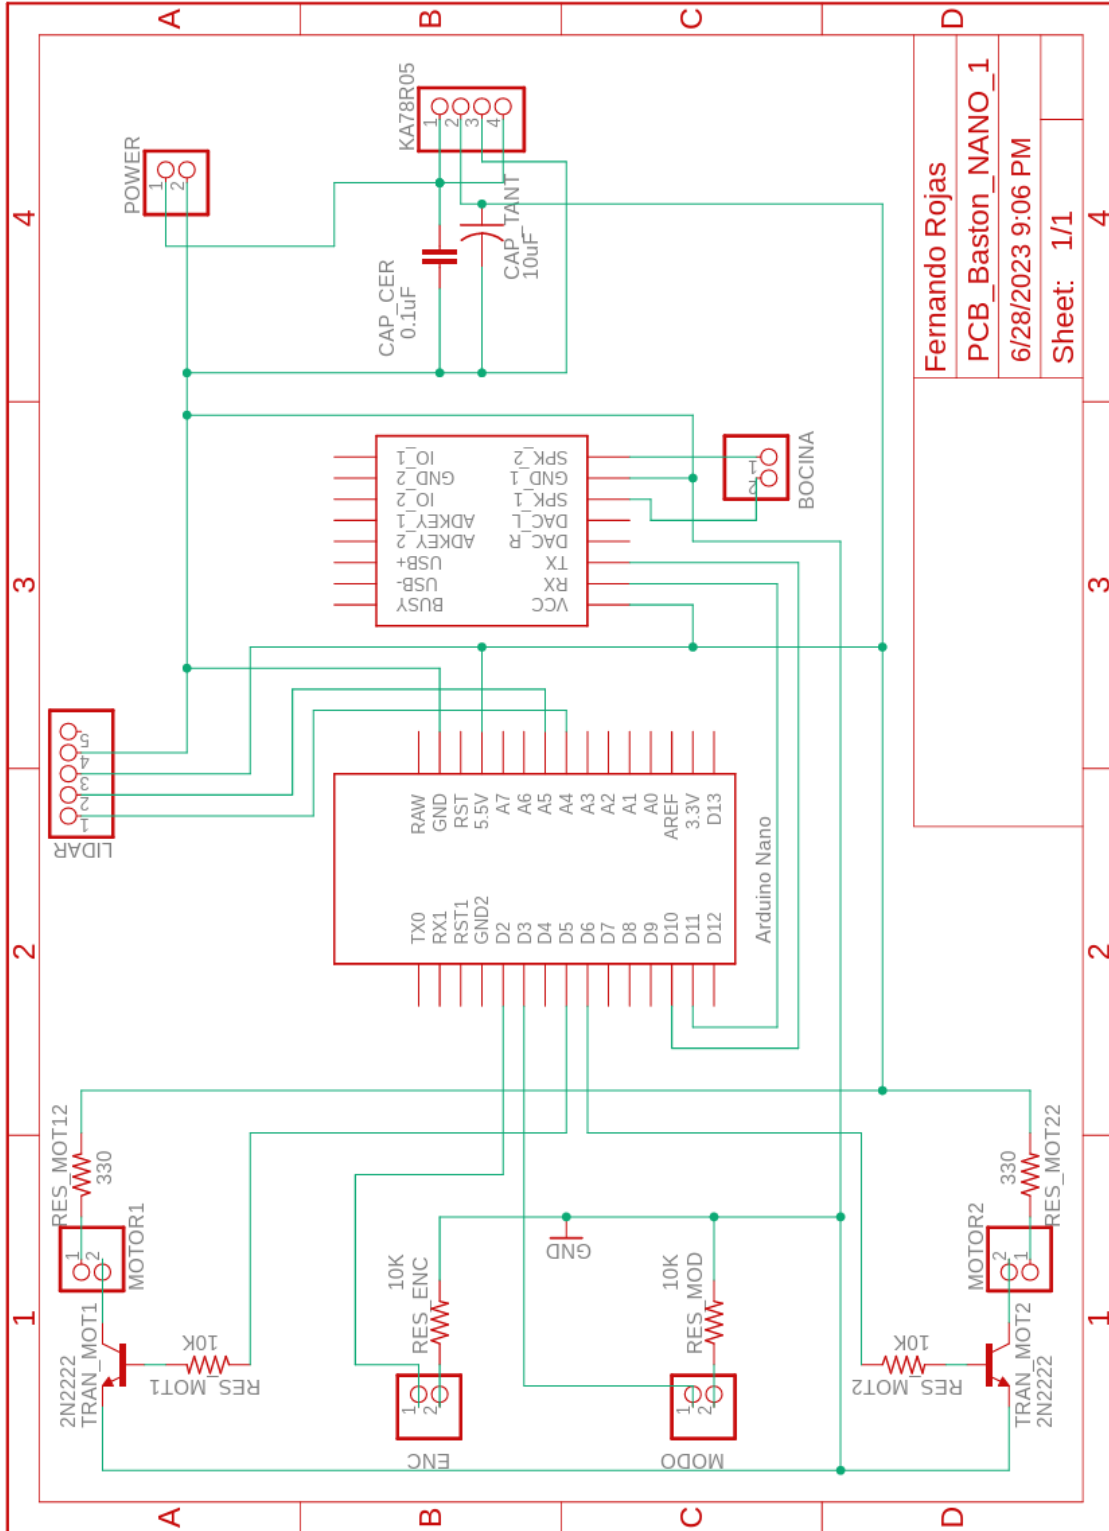 A
B
C
D
4
3
2
1
4
3
2
1
A
B
C
D
POWER
1
2
KA78R05
1
2
3
4
CAP_CER
0.1uF
CAP_TANT
10uF
Fernando Rojas
PCB_Baston_NANO_1
6/28/2023 9:06 PM
Sheet: 1/1
IO_1
GND_2
IO_2
ADKEY_1
ADKEY_2
USB+
USB-
BUSY
SPK_2
GND_1
SPK_1
DAC_L
DAC_R
TX
RX
VCC
BOCINA
1
2
LIDAR
5
4
3
2
1
RAW
GND
RST
5.5V
A7
A6
A5
A4
A3
A2
A1
A0
AREF
3.3V
D13
TX0
RX1
RST1
GND2
D2
D3
D4
D5
D6
D7
D8
D9
D10
D11
D12
Arduino Nano
RES_MOT12
330
MOTOR1
1
2
2N2222
TRAN_MOT1
10K
RES_MOT1
10K
RES_ENC
ENC
1
2
GND
10K
RES_MOD
MODO
1
2
RES_MOT22
330
MOTOR2
2
1
10K
RES_MOT2
TRAN_MOT2
2N2222